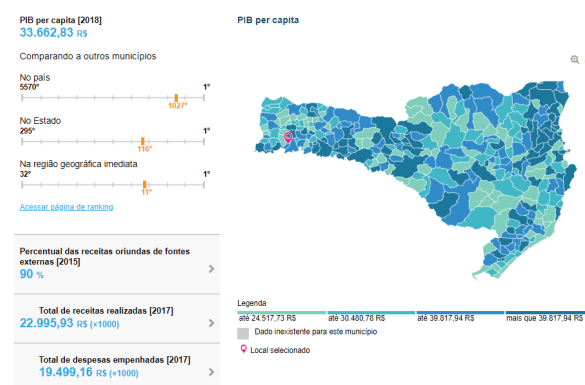 PIB per capita [2018]
33.662,83 R$
Comparando a outros municípios
No país
5570º 1º
1027º
No Estado
295º 1º
116º
Na região geográfica imediata
32º 1º
11º
Acessar página de ranking
Percentual das receitas oriundas de fontes
externas [2015]
90 %
Total de receitas realizadas [2017]
22.995,93 R$ (×1000)
Total de despesas empenhadas [2017]
19.499,16 R$ (×1000)
PIB per capita
Legenda
até 24.517,73 R$ até 30.480,78 R$ até 39.817,94 R$ mais que 39.817,94 R$
Dado inexistente para este município
Local selecionado